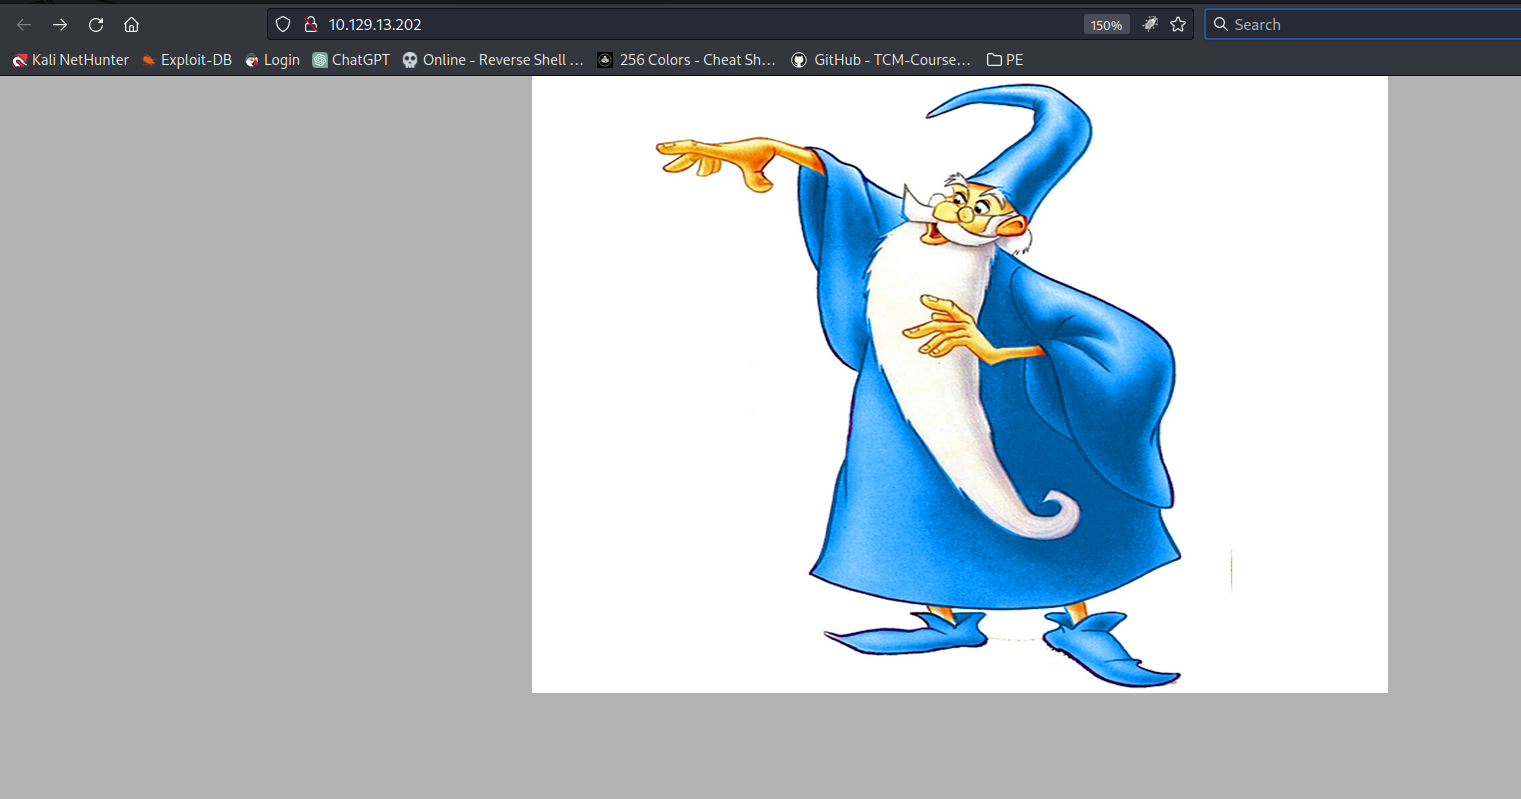 10.129.13.202 150% Search
Kali NetHunter Exploit-DB Login ChatGPT Online - Reverse Shell … 256 Colors - Cheat Sh… GitHub - TCM-Course… PE